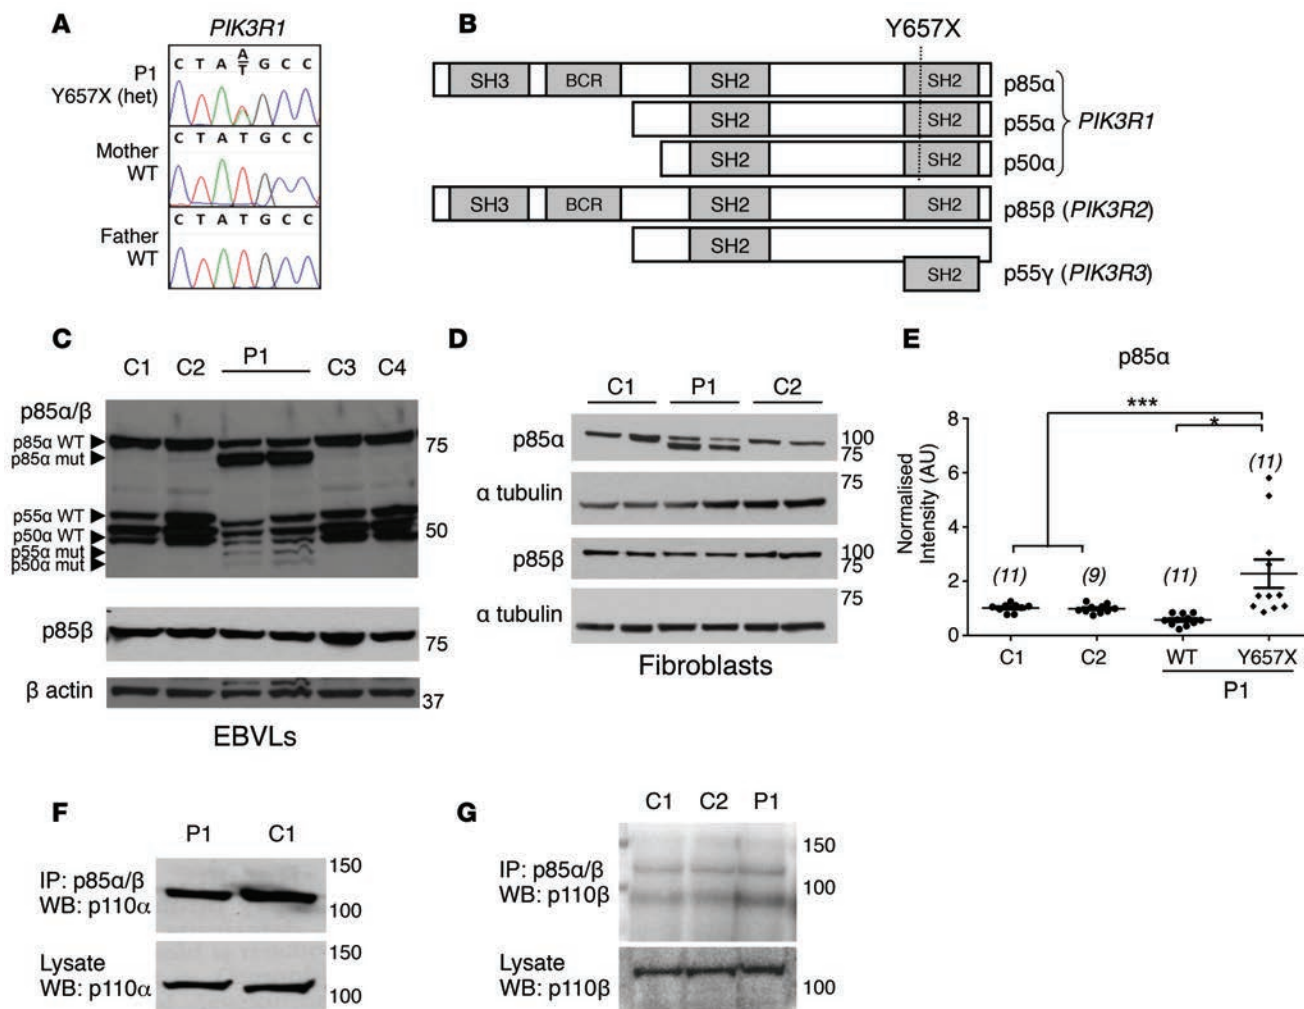 A
PIK3R1
P1
Y657X (het)
C T A A G C C
T
Mother
WT
C T A T G C C
Father
WT
C T A T G C C
B
Y657X
SH3 BCR SH2 SH2 p85α
SH2 SH2 p55α
SH2 SH2 p50α
PIK3R1
SH3 BCR SH2 SH2 p85β (PIK3R2)
SH2
SH2 p55γ (PIK3R3)
C
C1 C2 P1 C3 C4
p85α/β
p85α WT
p85α mut
75
p55α WT
p50α WT
50
p55α mut
p50α mut
p85β
75
β actin
37
EBVLs
D
C1 P1 C2
p85α
100
75
α tubulin
75
p85β
100
75
α tubulin
75
Fibroblasts
E
p85α
Normalised
Intensity (AU)
8
6
4
2
0
***
*
(11) (9) (11) (11)
C1 C2 WT Y657X
P1
F
P1 C1
IP: p85α/β
WB: p110α
150
100
Lysate
WB: p110α
150
100
G
C1 C2 P1
IP: p85α/β
WB: p110β
150
100
Lysate
WB: p110β
100